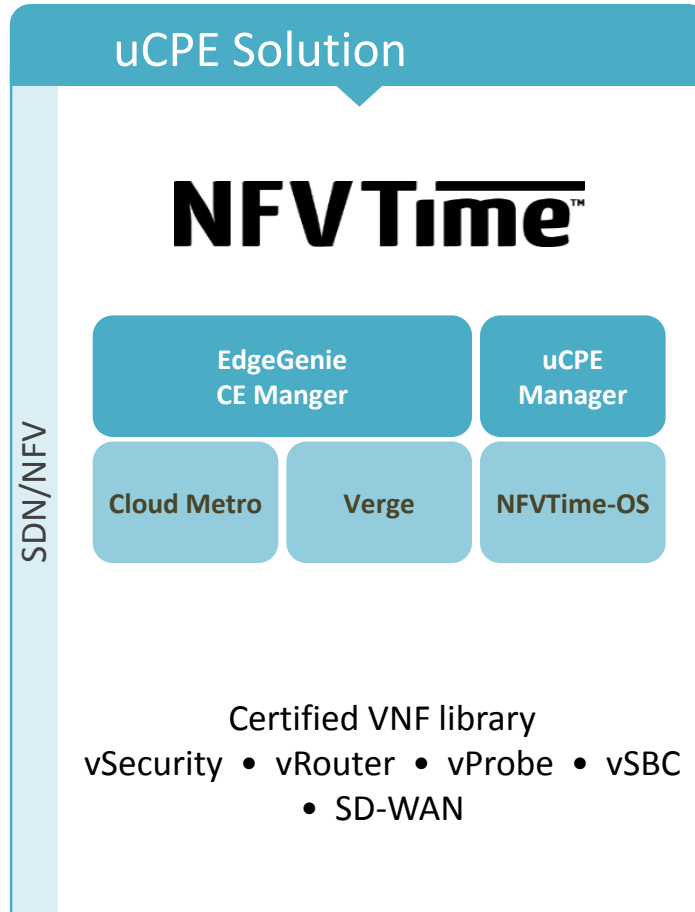 uCPE Solution
NFVTime™
EdgeGenie
CE Manger
uCPE
Manager
Cloud Metro
Verge
NFVTime-OS
SDN/NFV
Certified VNF library
vSecurity • vRouter • vProbe • vSBC
• SD-WAN